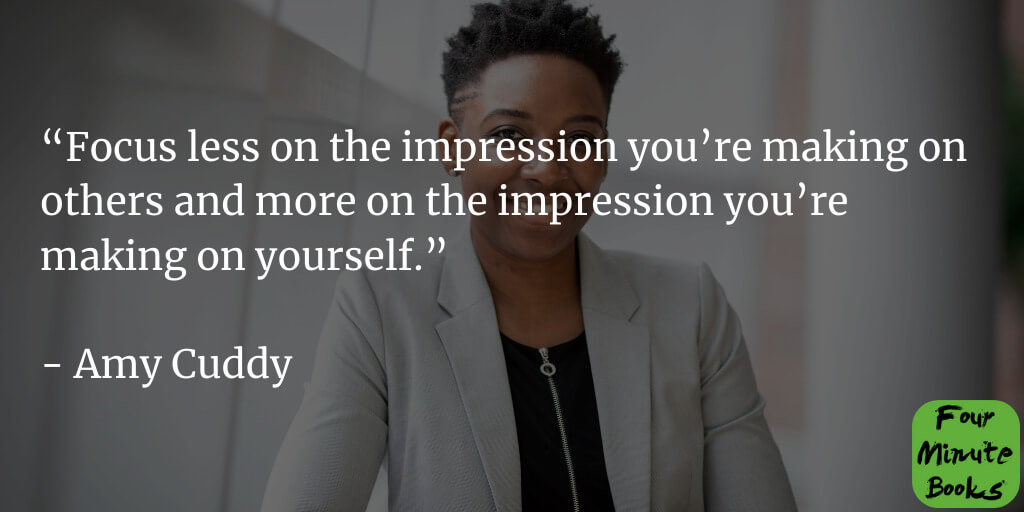 “Focus less on the impression you’re making on
others and more on the impression you’re
making on yourself.”
- Amy Cuddy
Four
Minute
Books